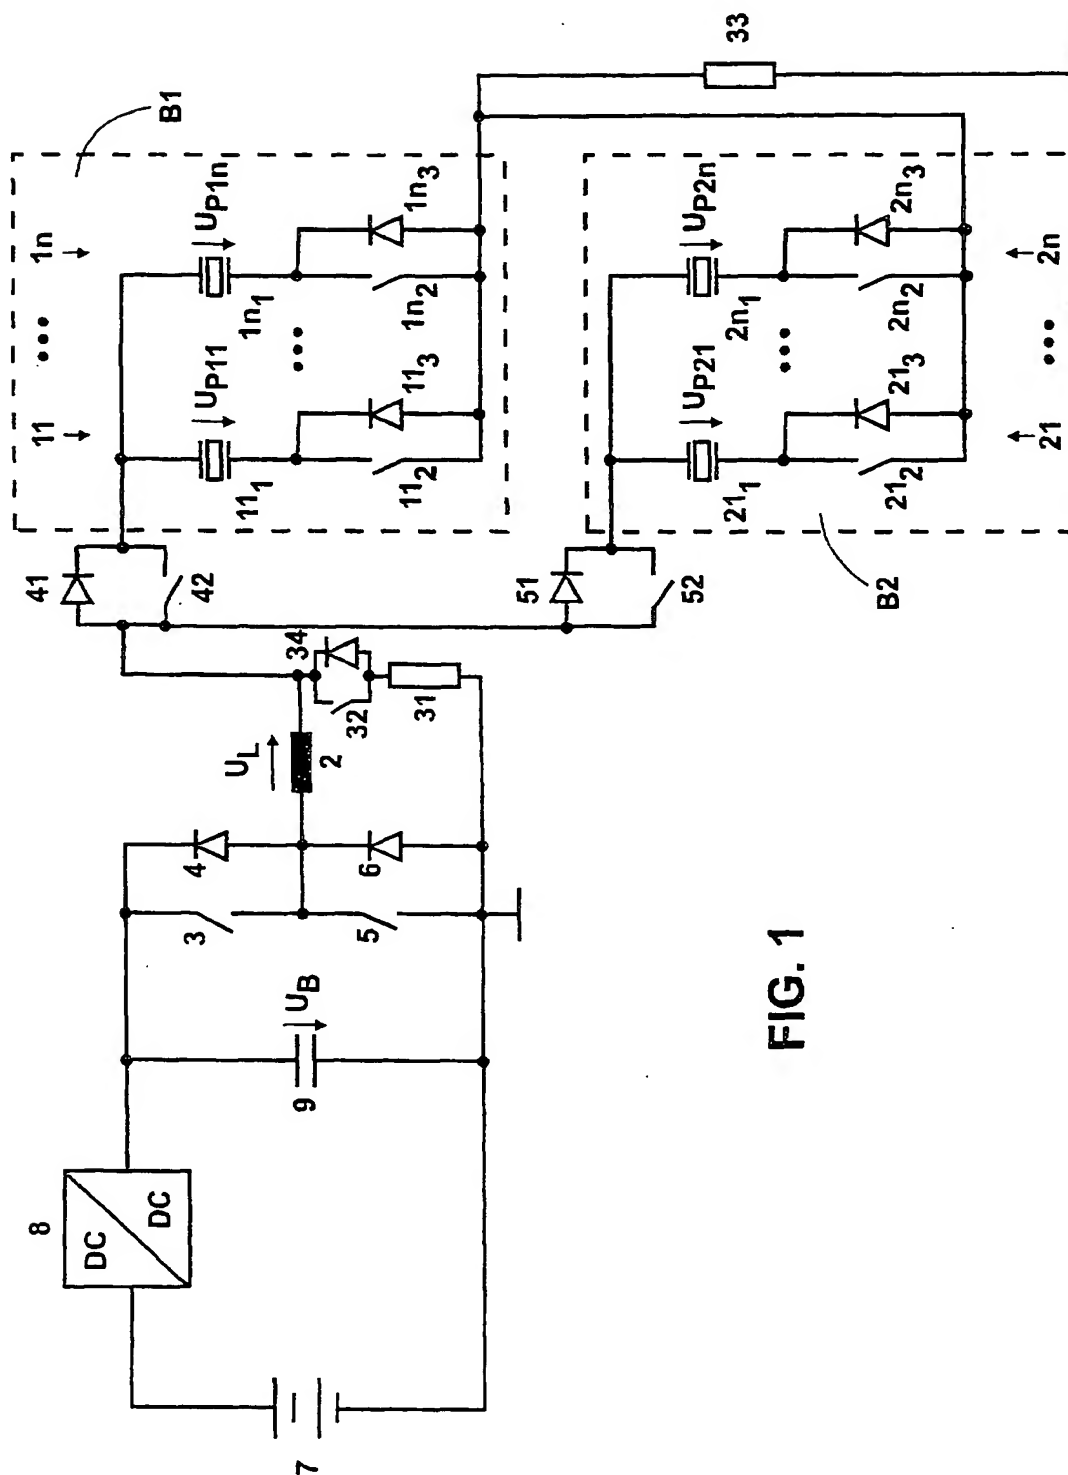 8
DC
DC
7
9
U_B
3
4
5
6
U_L
2
34
32
31
41
42
51
52
B1
11
...
1n
U_P11
U_P1n
11_1
1n_1
...
11_2
11_3
1n_2
1n_3
B2
U_P21
U_P2n
21_1
2n_1
...
21_2
21_3
2n_2
2n_3
21
...
2n
33
FIG. 1